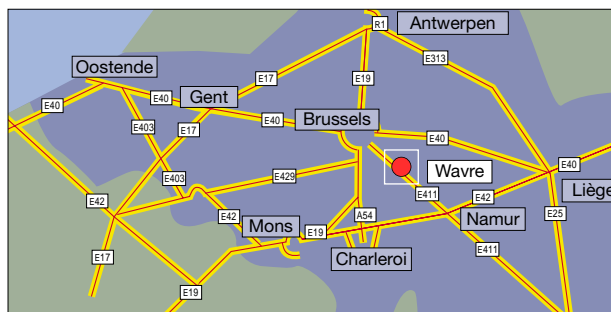 R1
Antwerpen
E313
Oostende
E17
E19
Gent
E40
E40
Brussels
E403
E17
E40
E40
E40
Wavre
Liège
E429
E403
E411
E42
E42
E42
A54
Namur
E25
Mons
E19
E17
Charleroi
E411
E19